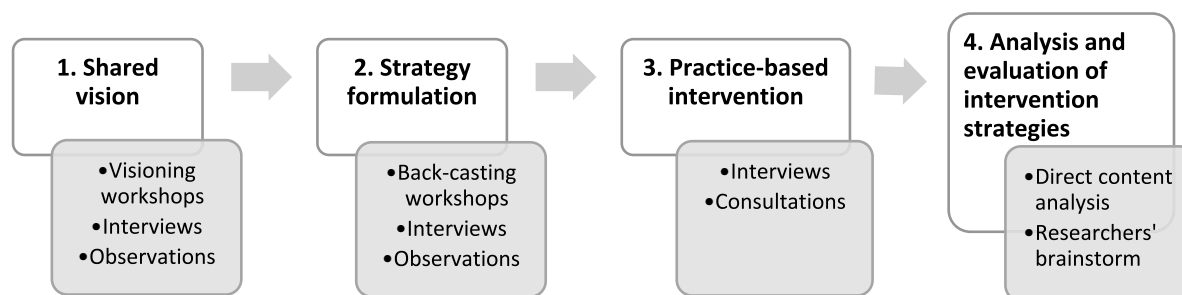 1. Shared
vision
•Visioning
workshops
•Interviews
•Observations
2. Strategy
formulation
•Back-casting
workshops
•Interviews
•Observations
3. Practice-based
intervention
•Interviews
•Consultations
4. Analysis and
evaluation of
intervention
strategies
•Direct content
analysis
•Researchers'
brainstorm